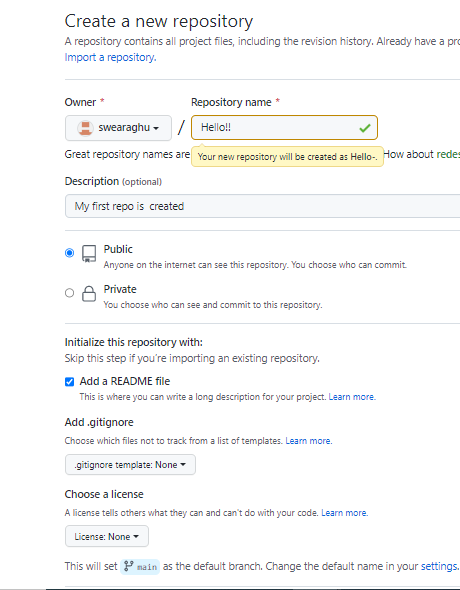 Create a new repository
A repository contains all project files, including the revision history. Already have a pro
Import a repository.
Owner * Repository name *
swearaghu / Hello!!
Great repository names are Your new repository will be created as Hello-. How about redes
Description (optional)
My first repo is created
Public
Anyone on the internet can see this repository. You choose who can commit.
Private
You choose who can see and commit to this repository.
Initialize this repository with:
Skip this step if you're importing an existing repository.
Add a README file
This is where you can write a long description for your project. Learn more.
Add .gitignore
Choose which files not to track from a list of templates. Learn more.
.gitignore template: None
Choose a license
A license tells others what they can and can't do with your code. Learn more.
License: None
This will set main as the default branch. Change the default name in your settings.